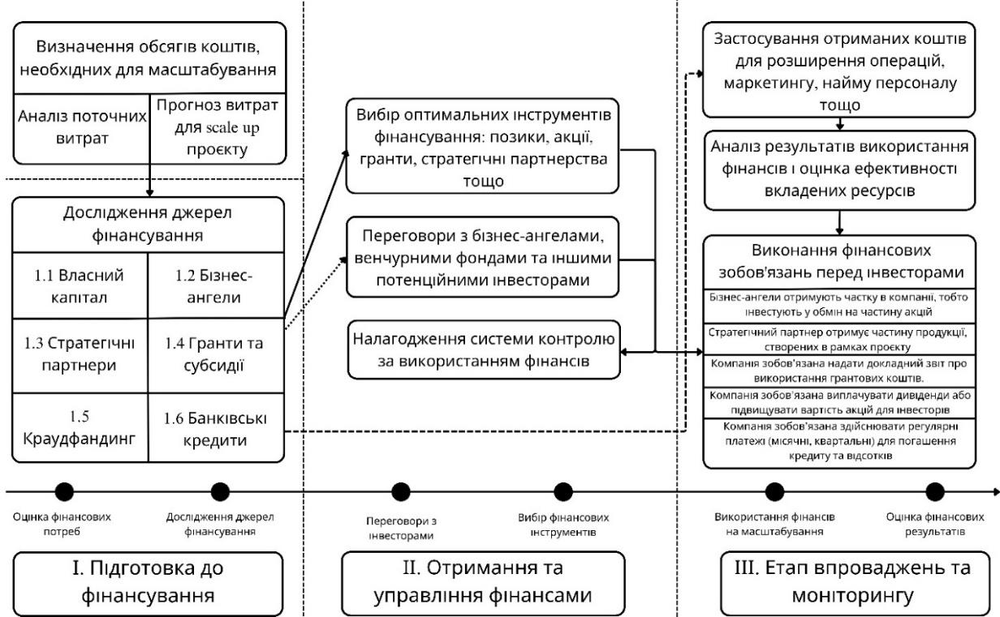 Визначення обсягів коштів,
необхідних для масштабування
Аналіз поточних
витрат
Прогноз витрат
для scale up
проєкту
Дослідження джерел
фінансування
1.1 Власний
капітал
1.2 Бізнес-
ангели
1.3 Стратегічні
партнери
1.4 Гранти та
субсидії
1.5
Краудфандинг
1.6 Банківські
кредити
Вибір оптимальних інструментів
фінансування: позики, акції,
гранти, стратегічні партнерства
тощо
Переговори з бізнес-ангелами,
венчурними фондами та іншими
потенційними інвесторами
Налагодження системи контролю
за використанням фінансів
Застосування отриманих коштів
для розширення операцій,
маркетингу, найму персоналу
тощо
Аналіз результатів використання
фінансів і оцінка ефективності
вкладених ресурсів
Виконання фінансових
зобов'язань перед інвесторами
Бізнес-ангели отримують частку в компанії, тобто
інвестують у обмін на частину акцій
Стратегічний партнер отримує частину продукції,
створених в рамках проєкту
Компанія зобов'язана надати докладний звіт про
використання грантових коштів.
Компанія зобов'язана виплачувати дивіденди або
підвищувати вартість акцій для інвесторів
Компанія зобов'язана здійснювати регулярні
платежі (місячні, квартальні) для погашення
кредиту та відсотків
Оцінка фінансових
потреб
Дослідження джерел
фінансування
Переговори з
інвесторами
Вибір фінансових
інструментів
Використання фінансів
на масштабування
Оцінка фінансових
результатів
I. Підготовка до
фінансування
II. Отримання та
управління фінансами
III. Етап впроваджень та
моніторингу